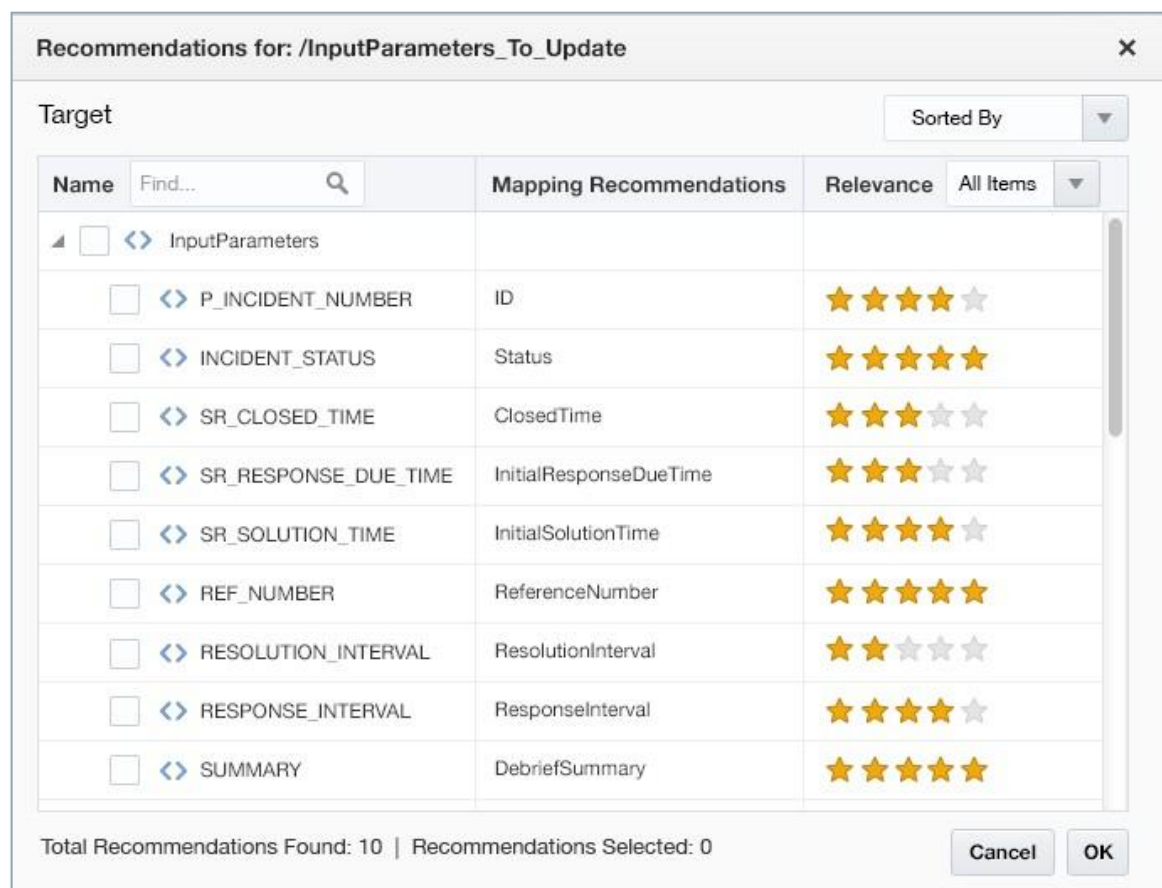 Recommendations for: /InputParameters_To_Update
Target
Sorted By
Name Find... Mapping Recommendations Relevance All Items
InputParameters
P_INCIDENT_NUMBER ID
INCIDENT_STATUS Status
SR_CLOSED_TIME ClosedTime
SR_RESPONSE_DUE_TIME InitialResponseDueTime
SR_SOLUTION_TIME InitialSolutionTime
REF_NUMBER ReferenceNumber
RESOLUTION_INTERVAL ResolutionInterval
RESPONSE_INTERVAL ResponseInterval
SUMMARY DebriefSummary
Total Recommendations Found: 10 | Recommendations Selected: 0
Cancel OK